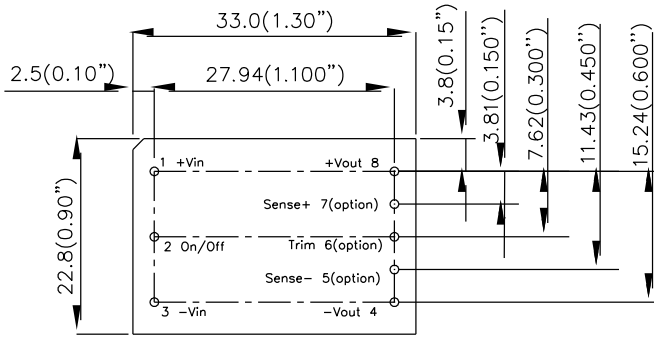 33.0(1.30")
2.5(0.10")
27.94(1.100")
3.8(0.15")
3.81(0.150")
7.62(0.300")
11.43(0.450")
15.24(0.600")
22.8(0.90")
1 +Vin
+Vout 8
Sense+ 7(option)
2 On/Off
Trim 6(option)
Sense- 5(option)
3 -Vin
-Vout 4